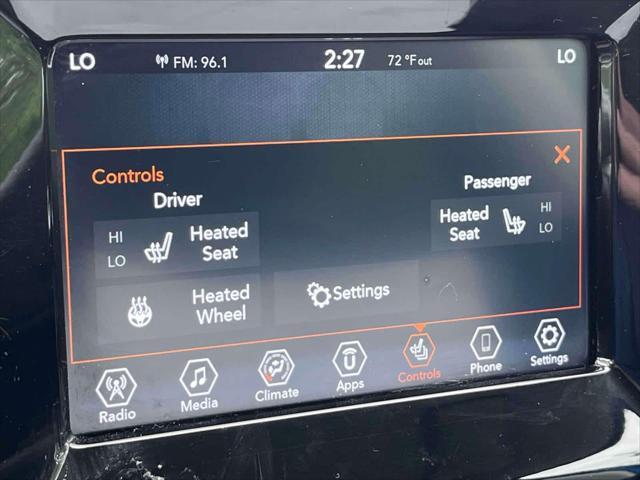 LO FM: 96.1 2:27 72 °F out LO
Controls
Driver
Passenger
HI
LO
Heated
Seat
Heated
Seat
HI
LO
Heated
Wheel
Settings
Radio Media Climate Apps Controls Phone Settings